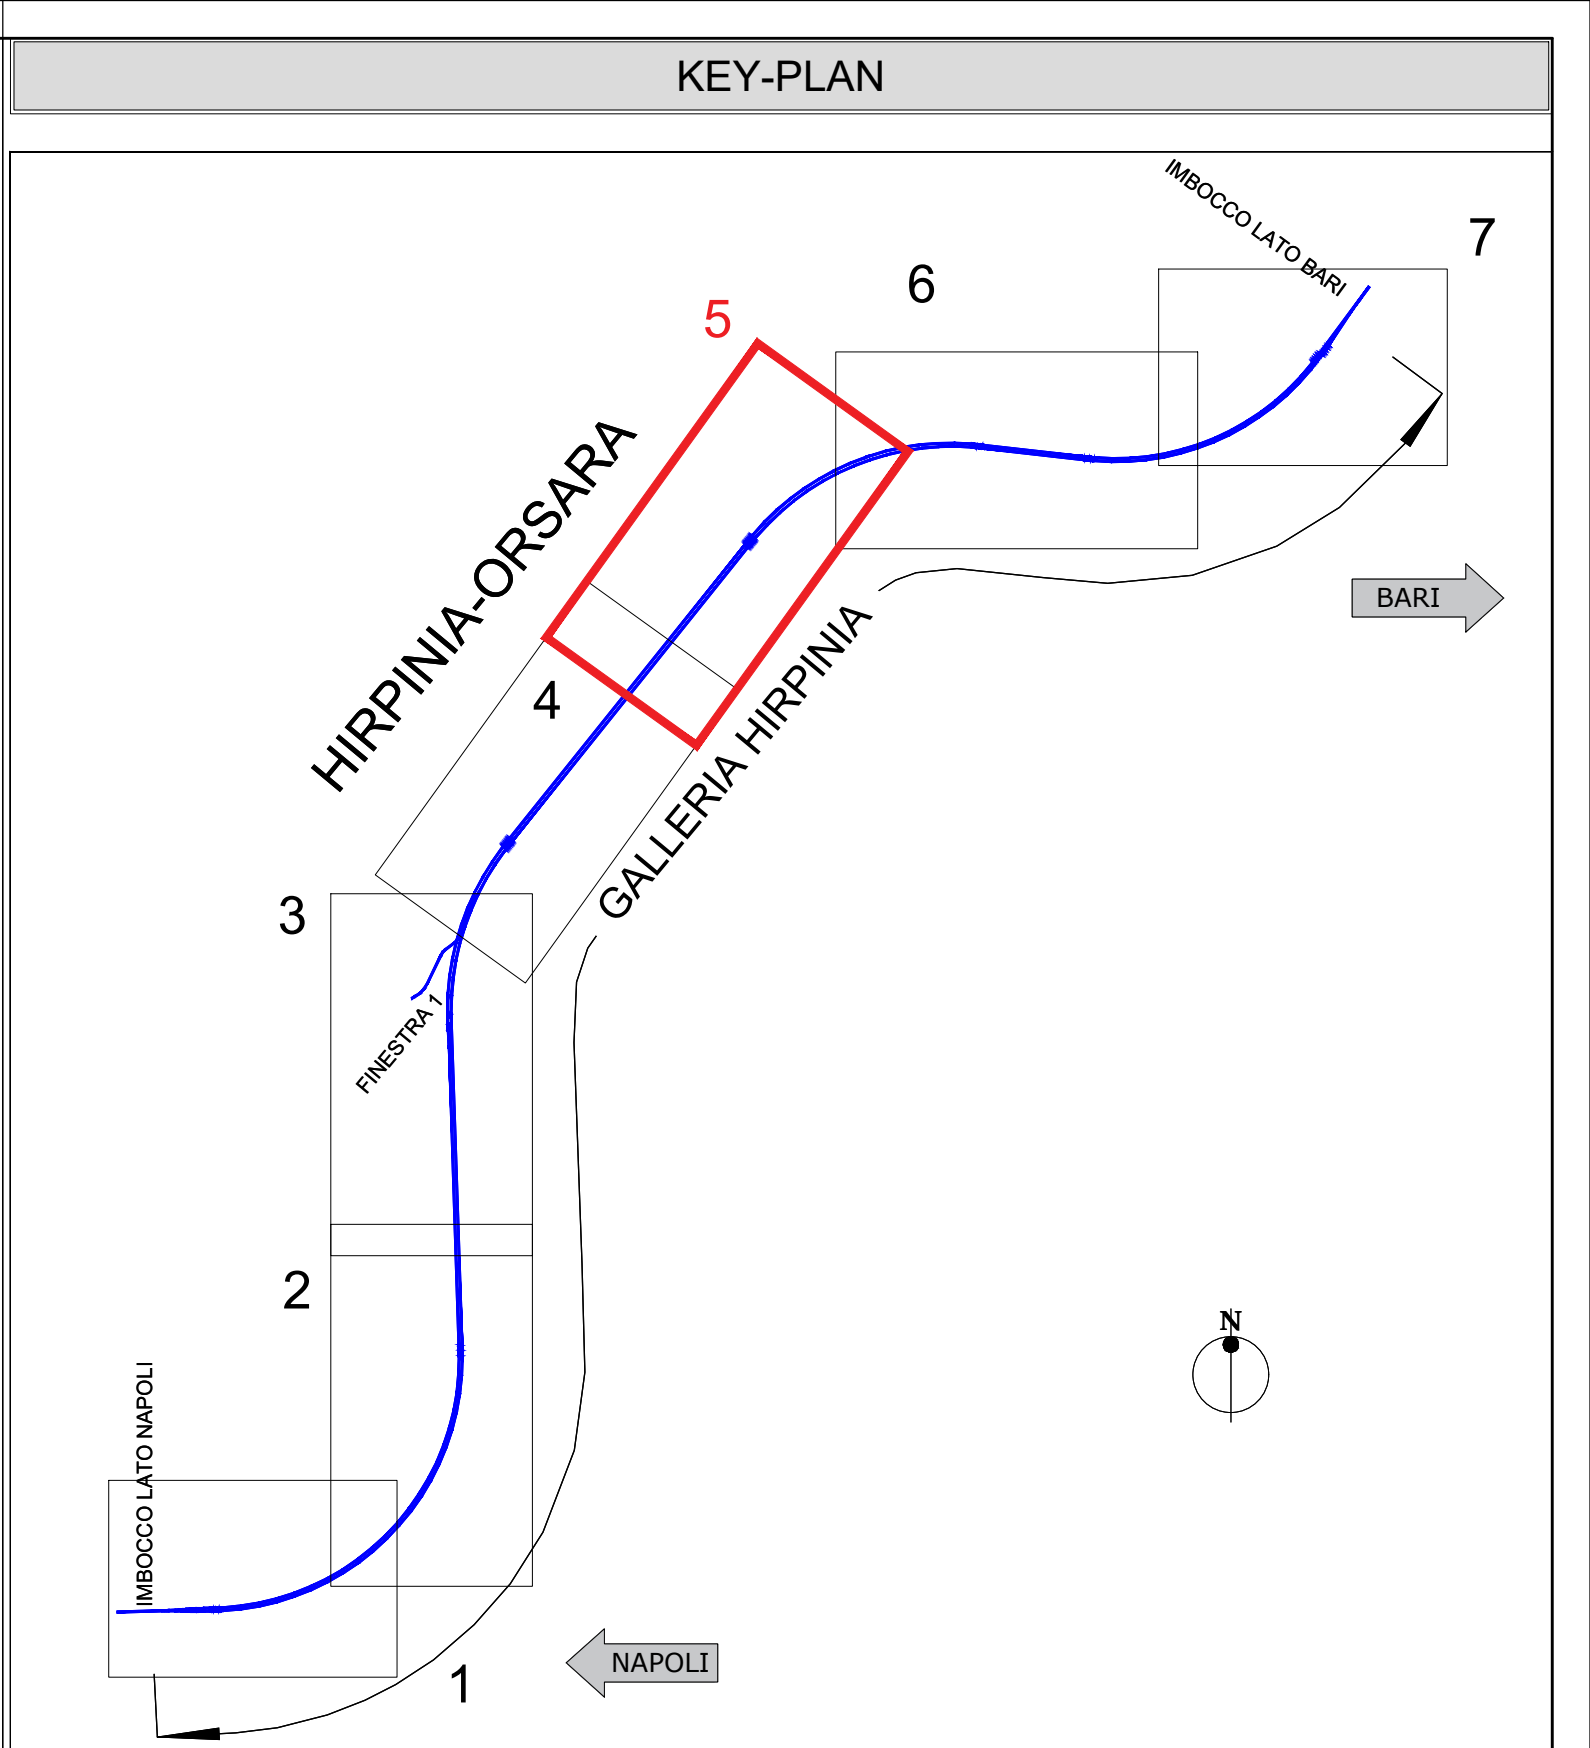 KEY-PLAN
IMBOCCO LATO BARI
7
6
5
HIRPINIA-ORSARA
BARI
4
GALLERIA HIRPINIA
3
FINESTRA 1
2
N
IMBOCCO LATO NAPOLI
NAPOLI
1